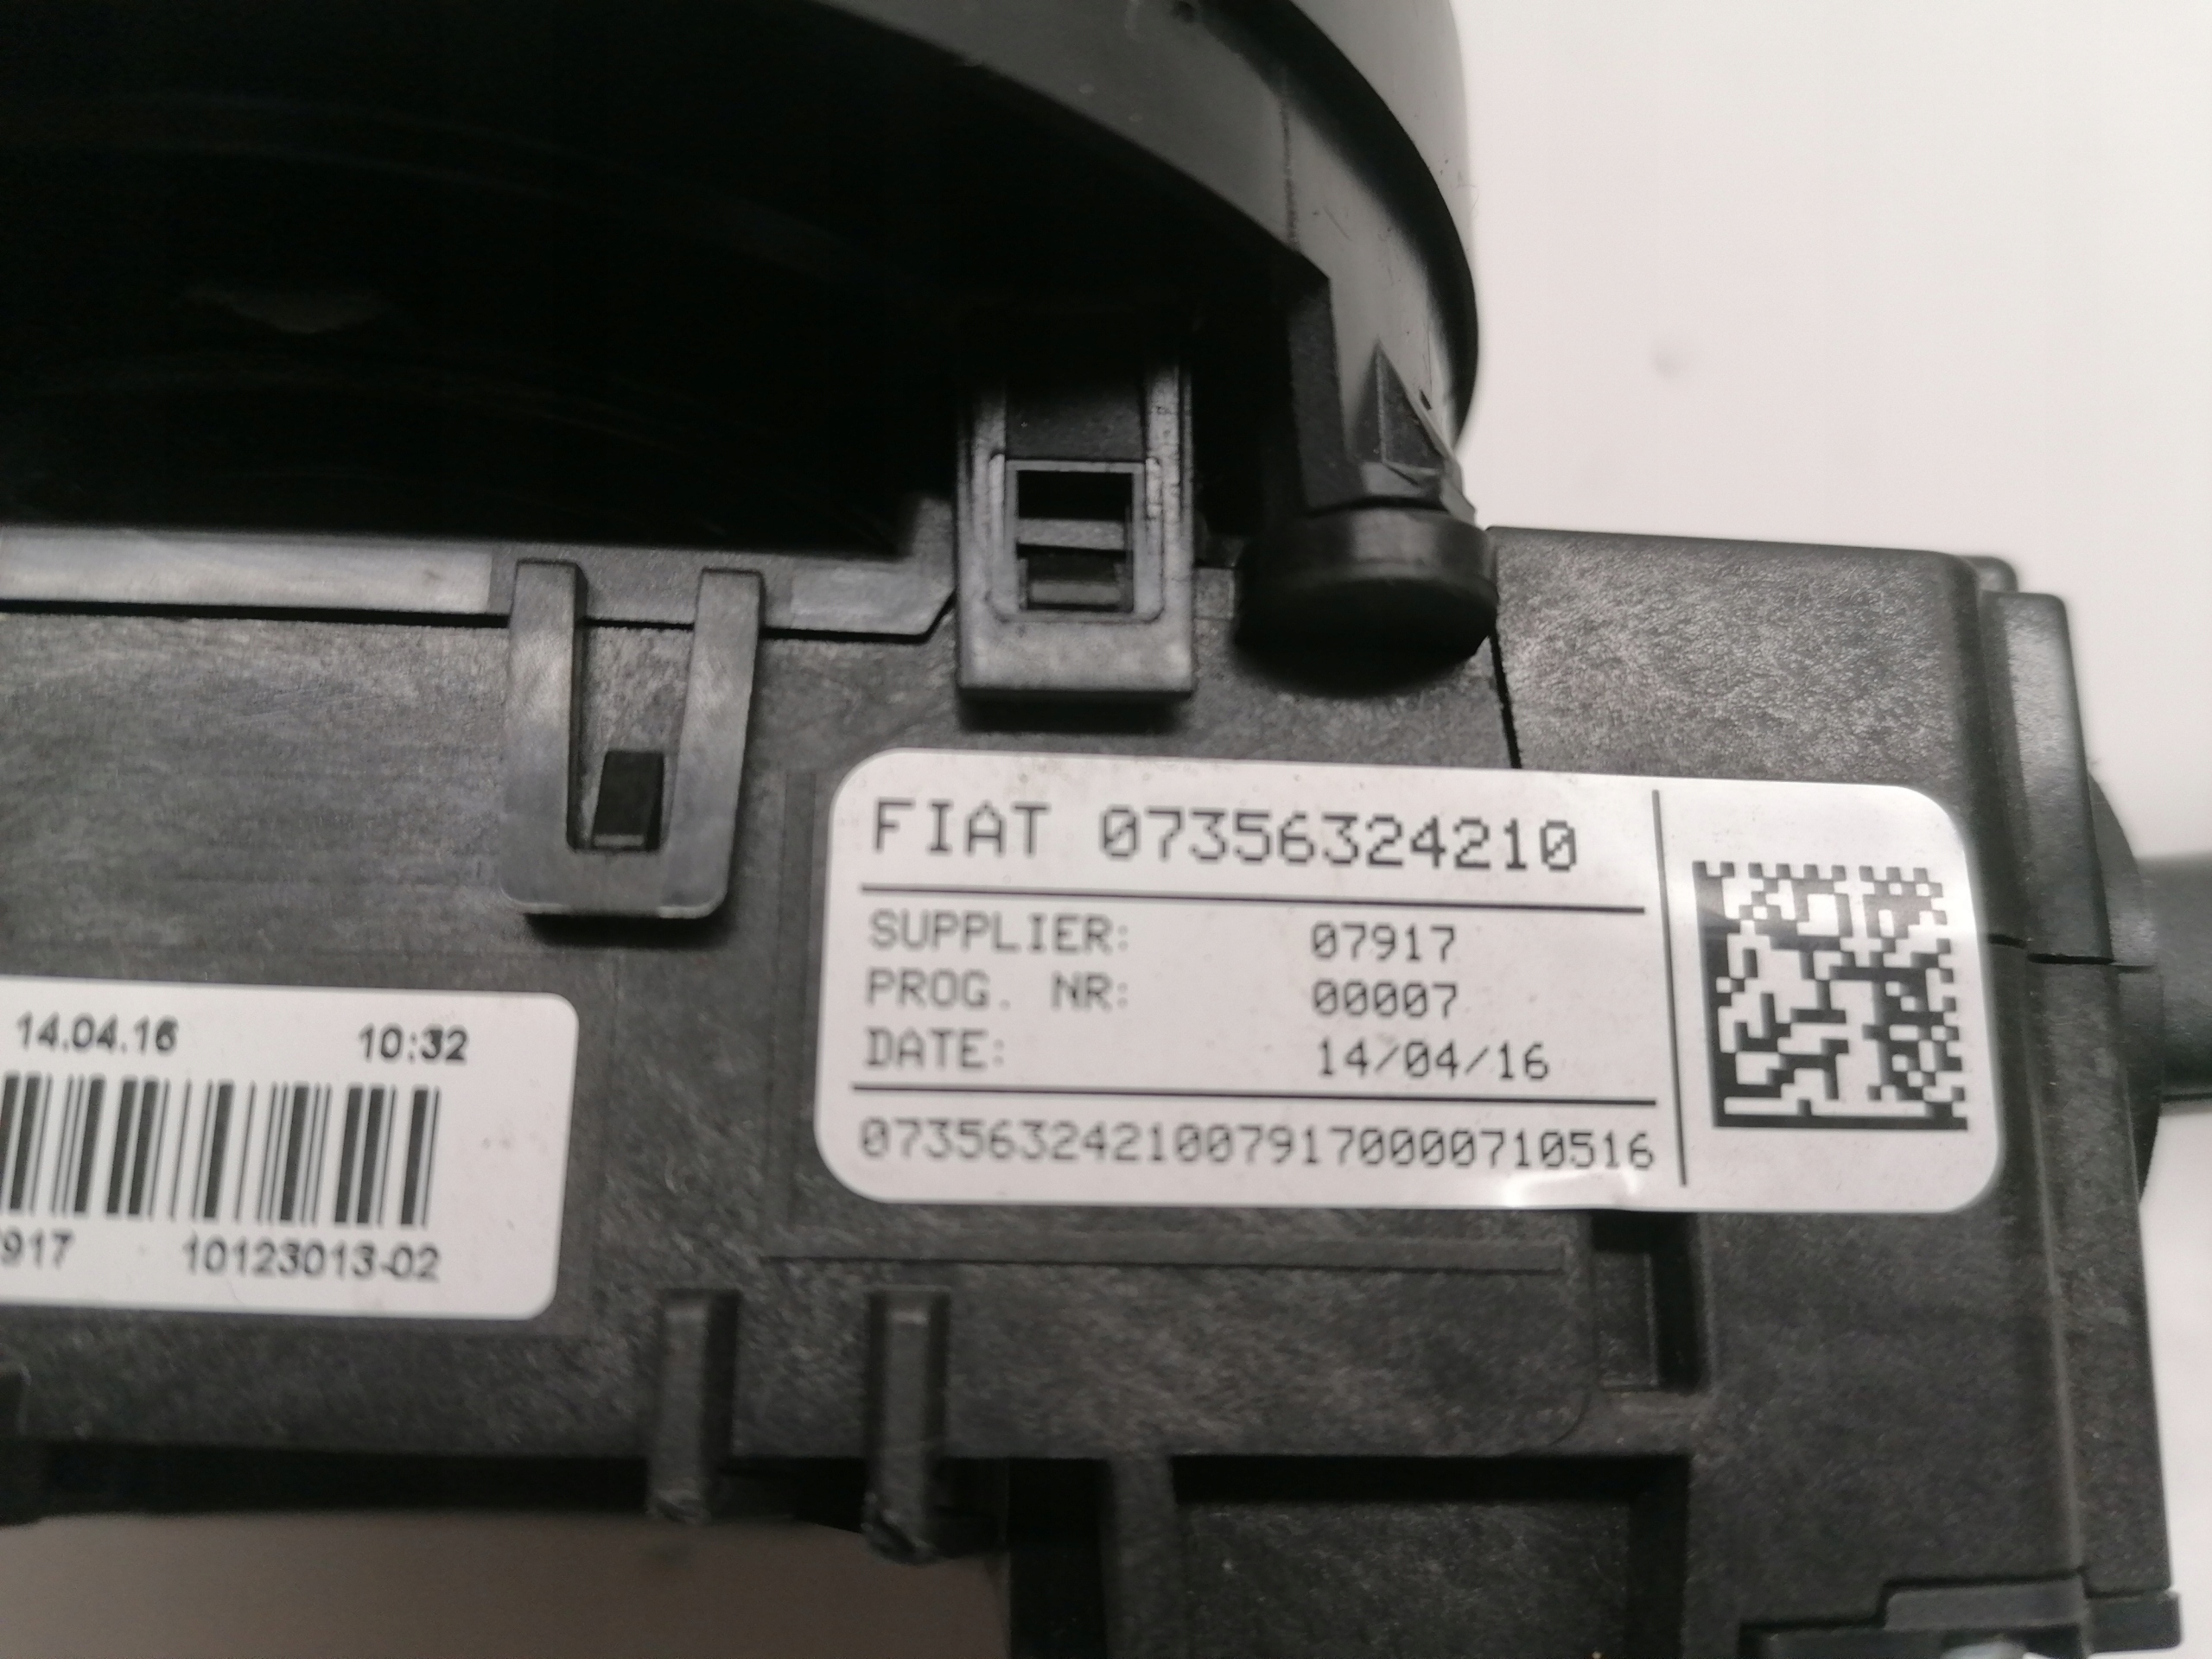 FIAT 07356324210
SUPPLIER: 07917
PROG. NR: 00007
DATE: 14/04/16
07356324210079170000710516
14.04.16 10:32
917 10123013-02